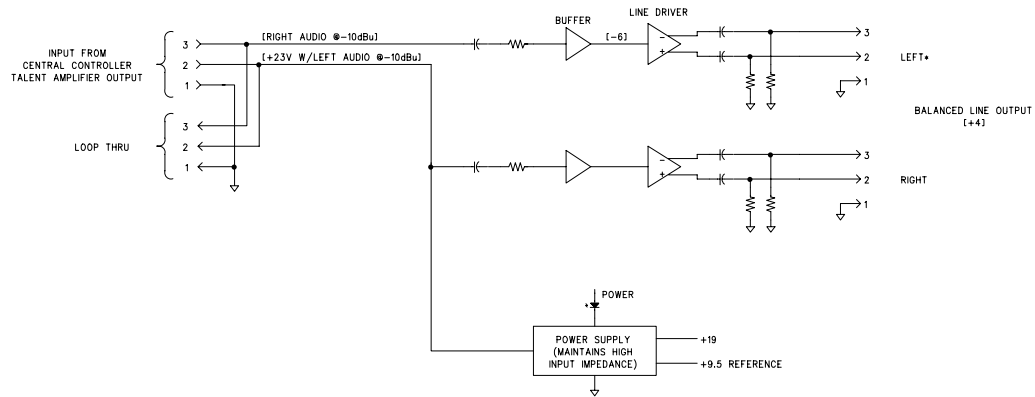 LINE DRIVER
BUFFER
[RIGHT AUDIO @-10dBu]
[-6]
[+23V W/LEFT AUDIO @-10dBu]
INPUT FROM
CENTRAL CONTROLLER
TALENT AMPLIFIER OUTPUT
3
2
1
LOOP THRU
3
2
1
-
+
3
2
1
LEFT*
BALANCED LINE OUTPUT
[+4]
-
+
3
2
1
RIGHT
POWER
*
POWER SUPPLY
(MAINTAINS HIGH
INPUT IMPEDANCE)
+19
+9.5 REFERENCE